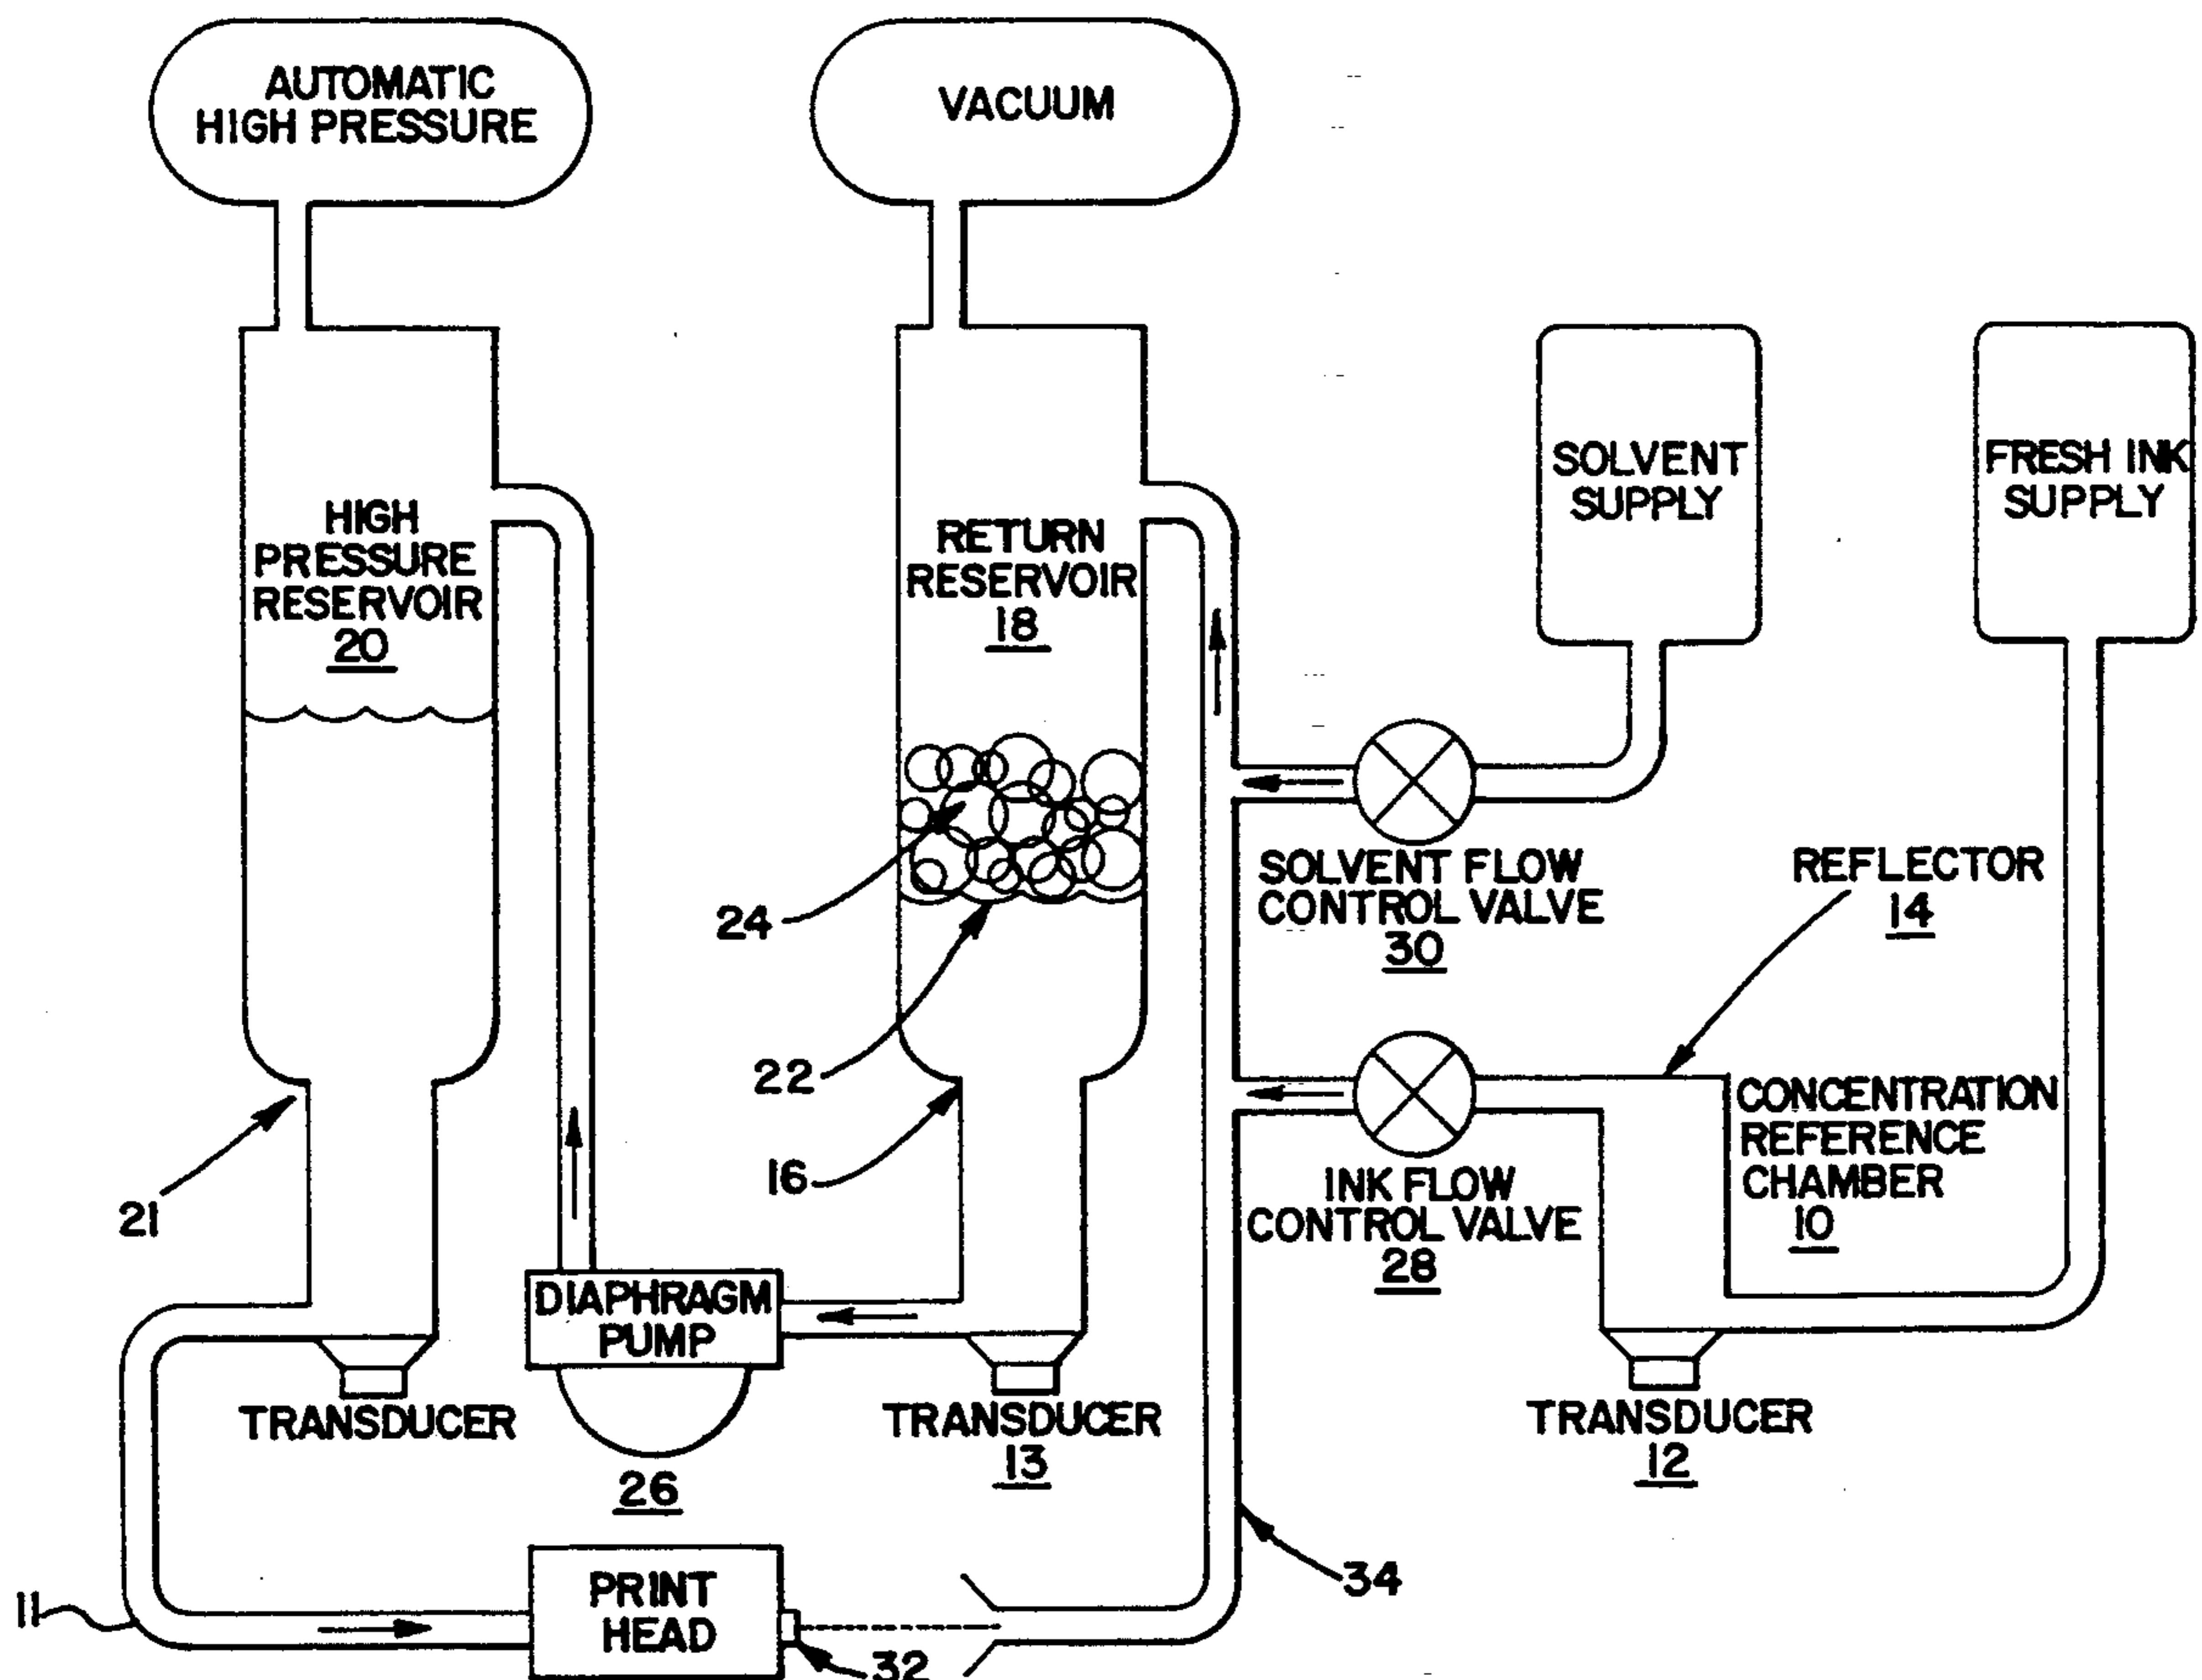 AUTOMATIC
HIGH PRESSURE
VACUUM
HIGH
PRESSURE
RESERVOIR
20
RETURN
RESERVOIR
18
SOLVENT
SUPPLY
FRESH INK
SUPPLY
24
22
16
21
SOLVENT FLOW
CONTROL VALVE
30
REFLECTOR
14
INK FLOW
CONTROL VALVE
28
CONCENTRATION
REFERENCE
CHAMBER
10
DIAPHRAGM
PUMP
26
TRANSDUCER
TRANSDUCER
13
TRANSDUCER
12
11
PRINT
HEAD
32
34